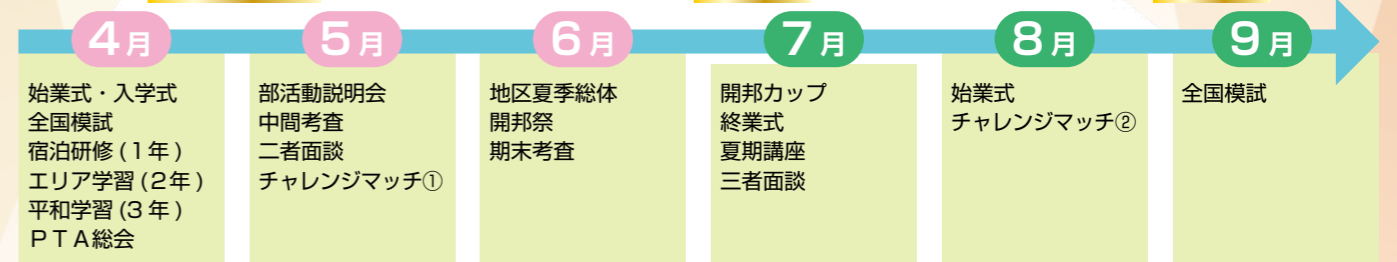 4月
始業式・入学式
全国模試
宿泊研修(1年)
エリア学習(2年)
平和学習(3年)
PTA総会
5月
部活動説明会
中間考査
二者面談
チャレンジマッチ①
6月
地区夏季総体
開邦祭
期末考査
7月
開邦カップ
終業式
夏期講座
三者面談
8月
始業式
チャレンジマッチ②
9月
全国模試